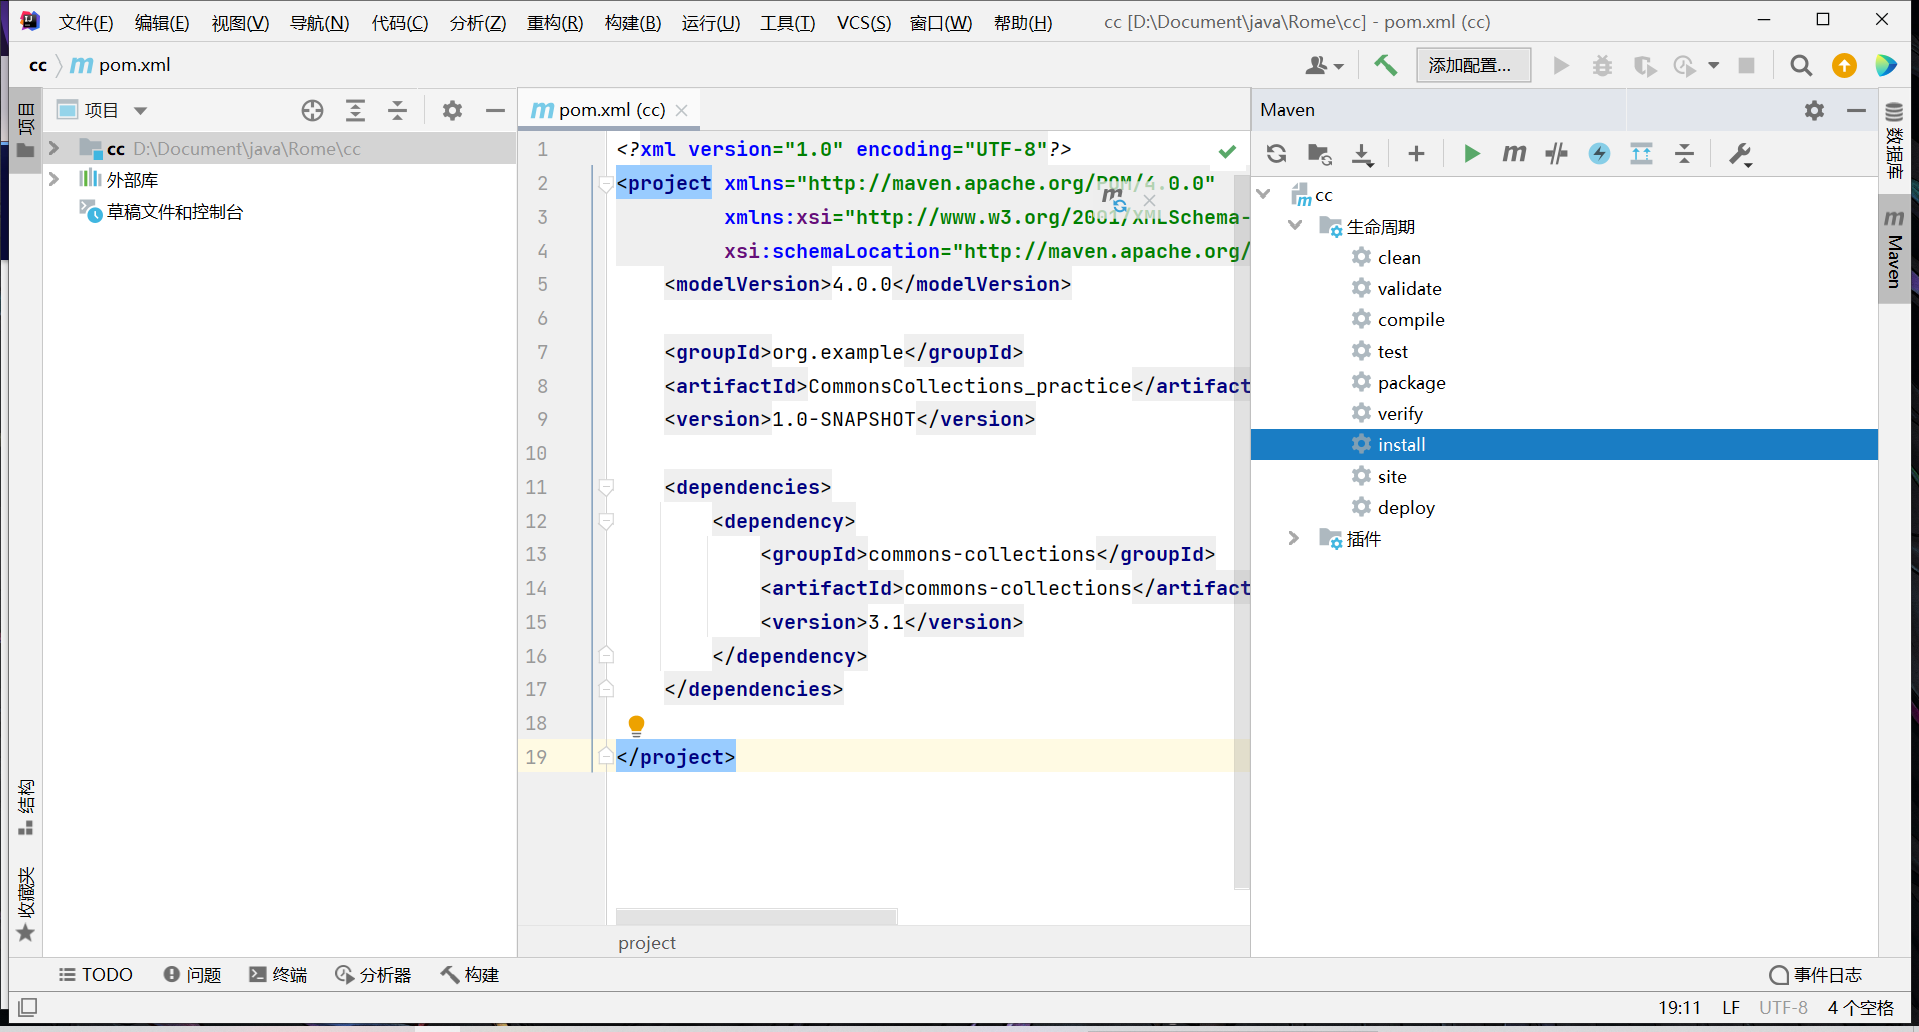 文件(F) 编辑(E) 视图(V) 导航(N) 代码(C) 分析(Z) 重构(R) 构建(B) 运行(U) 工具(T) VCS(S) 窗口(W) 帮助(H) cc [D:\Document\java\Rome\cc] - pom.xml (cc)
cc pom.xml
添加配置...
项目
项目
pom.xml (cc)
Maven
cc D:\Document\java\Rome\cc
外部库
草稿文件和控制台
1 <?xml version="1.0" encoding="UTF-8"?>
2 <project xmlns="http://maven.apache.org/POM/4.0.0"
3 xmlns:xsi="http://www.w3.org/2001/XMLSchema-
4 xsi:schemaLocation="http://maven.apache.org/
5 <modelVersion>4.0.0</modelVersion>
6
7 <groupId>org.example</groupId>
8 <artifactId>CommonsCollections_practice</artifact
9 <version>1.0-SNAPSHOT</version>
10
11 <dependencies>
12 <dependency>
13 <groupId>commons-collections</groupId>
14 <artifactId>commons-collections</artifact
15 <version>3.1</version>
16 </dependency>
17 </dependencies>
18
19 </project>
project
cc
生命周期
clean
validate
compile
test
package
verify
install
site
deploy
插件
数据库
Maven
结构
收藏夹
TODO 问题 终端 分析器 构建 事件日志
19:11 LF UTF-8 4 个空格